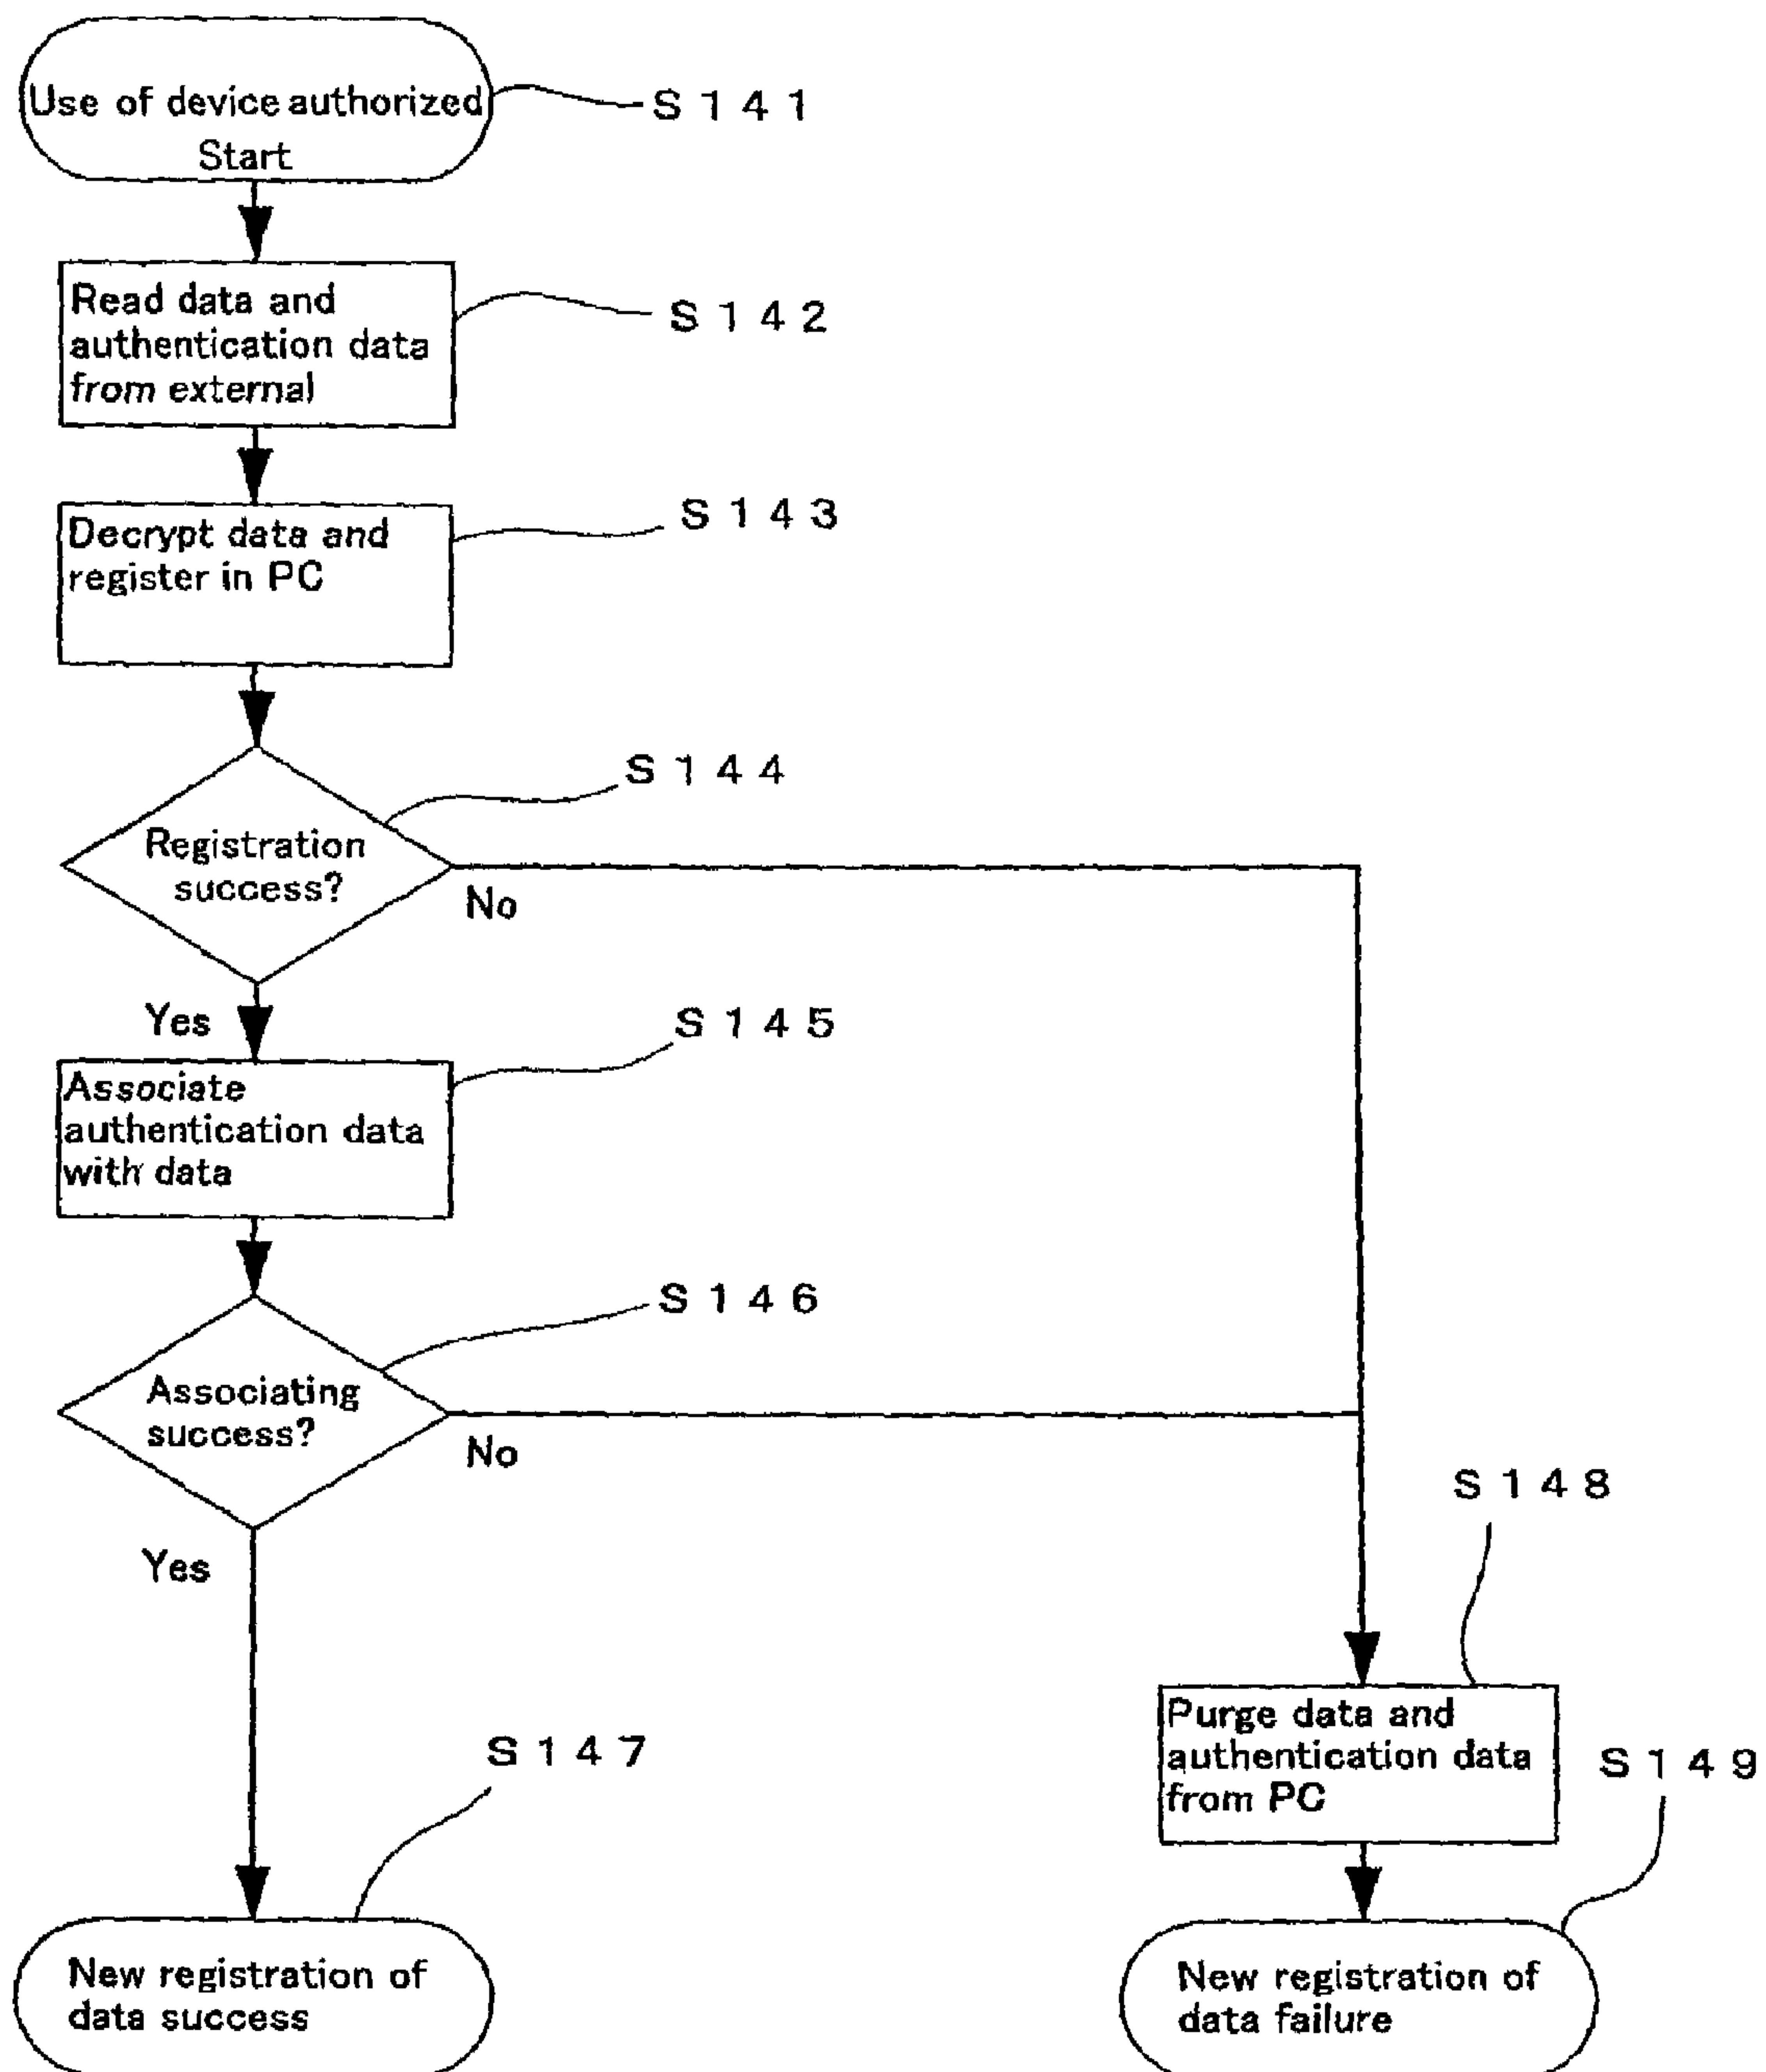 Use of device authorized
Start
S 1 4 1
Read data and
authentication data
from external
S 1 4 2
Decrypt data and
register in PC
S 1 4 3
Registration
success?
S 1 4 4
No
Yes
Associate
authentication data
with data
S 1 4 5
Associating
success?
S 1 4 6
No
Yes
S 1 4 8
Purge data and
authentication data
from PC
S 1 4 7
S 1 4 9
New registration of
data success
New registration of
data failure